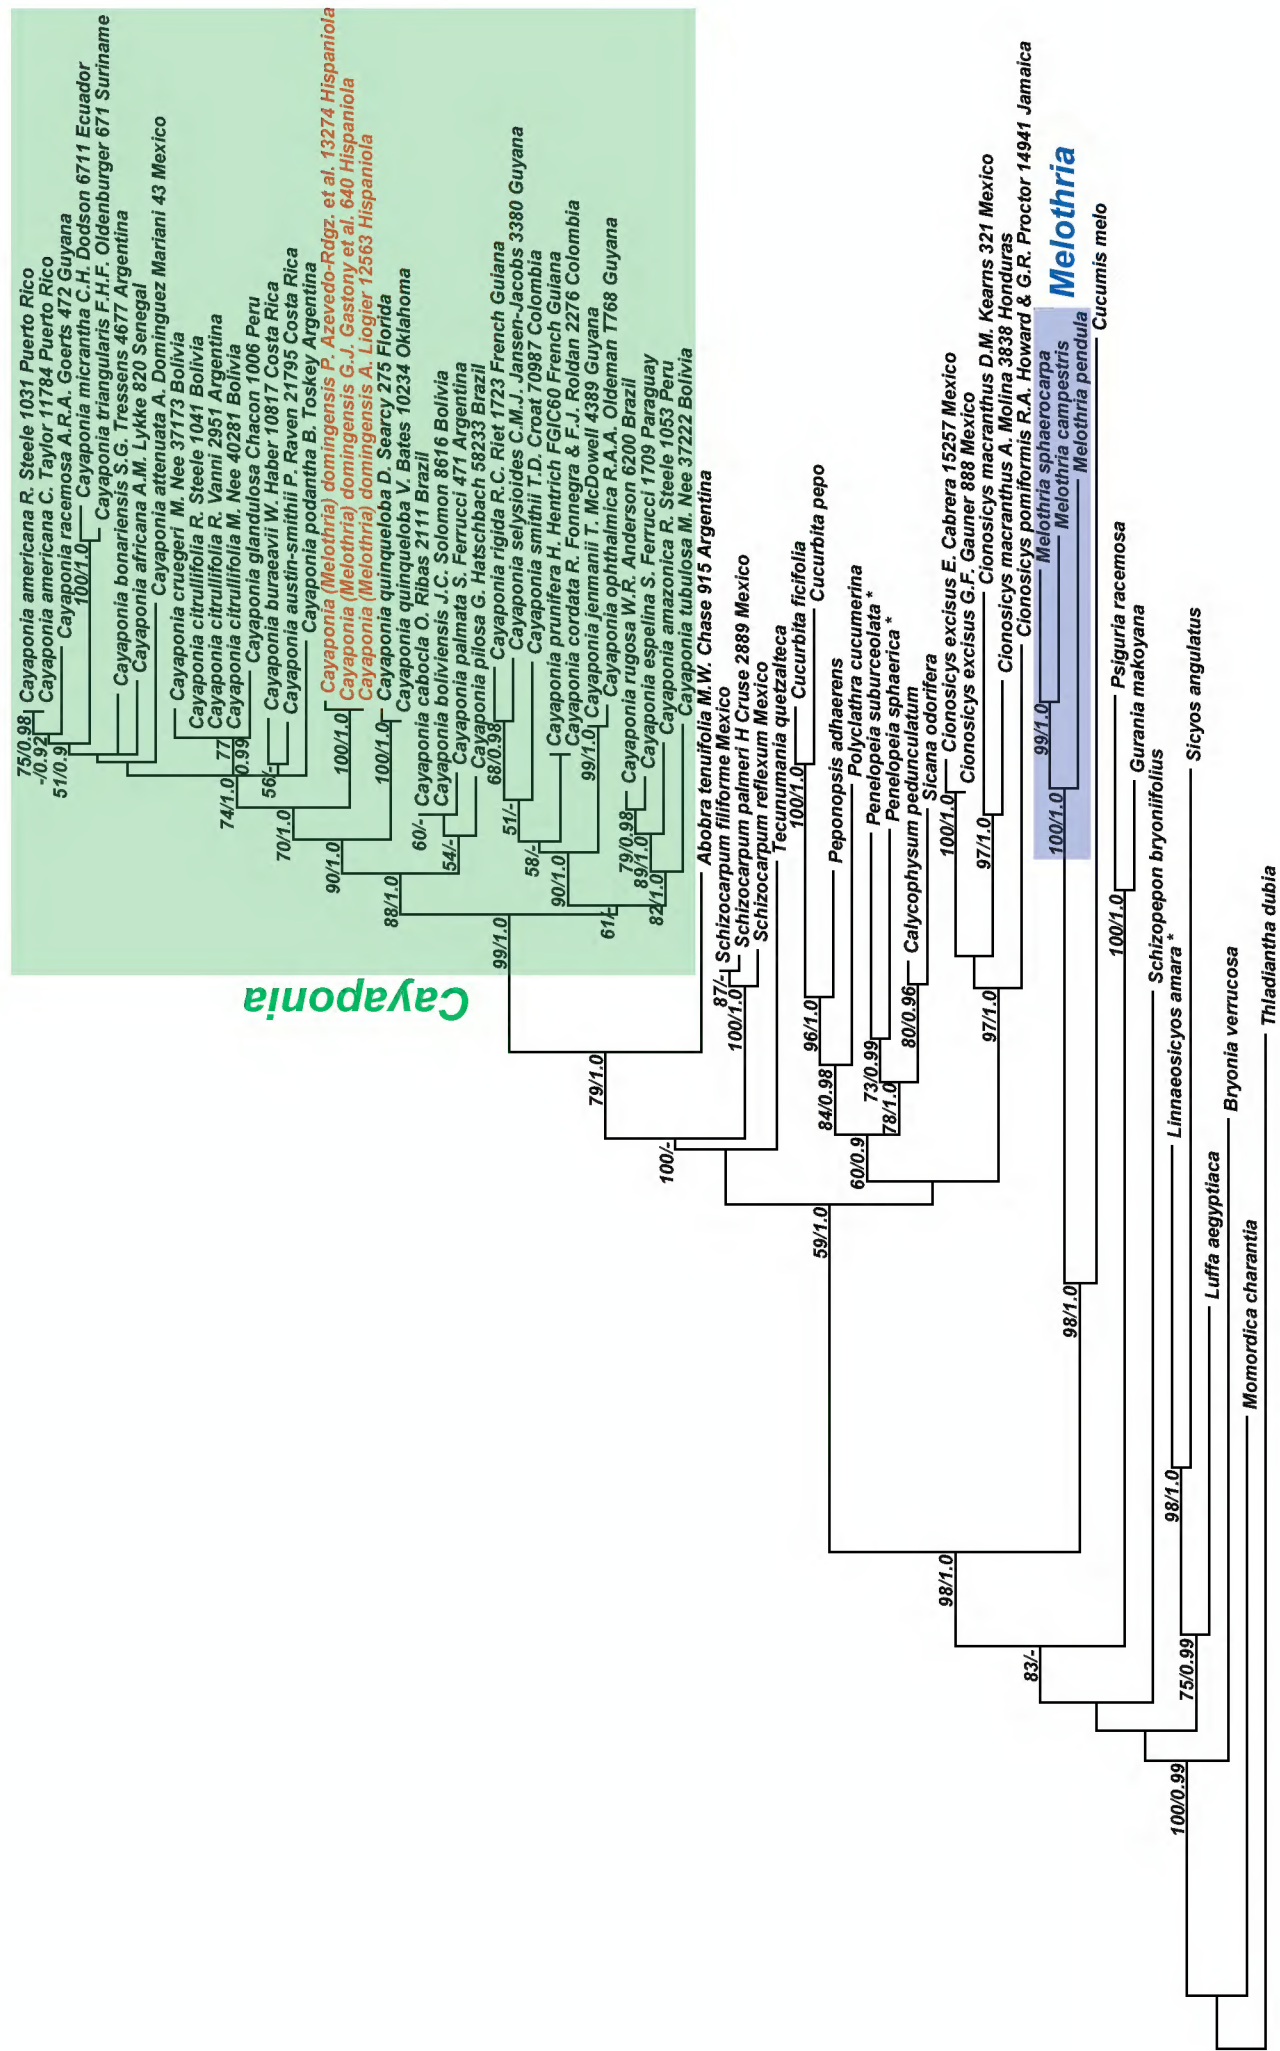 Cayaponia americana R. Steele 1031 Puerto Rico
Cayaponia americana C. Taylor 11784 Puerto Rico
Cayaponia racemosa A.R.A. Goerts 472 Guyana
Cayaponia micrantha C.H. Dodson 6711 Ecuador
Cayaponia triangularis F.H.F. Oldenburger 671 Suriname
Cayaponia bonariensis S.G. Tressens 4677 Argentina
Cayaponia africana A.M. Lykke 820 Senegal
Cayaponia attenuata A. Dominguez Mariani 43 Mexico
Cayaponia cruegeri M. Nee 37173 Bolivia
Cayaponia citrullifolia R. Steele 1041 Bolivia
Cayaponia citrullifolia R. Vanni 2951 Argentina
Cayaponia citrullifolia M. Nee 40281 Bolivia
Cayaponia glandulosa Chacon 1006 Peru
Cayaponia buraeavii W. Haber 10817 Costa Rica
Cayaponia austin-smithii P. Raven 21795 Costa Rica
Cayaponia podantha B. Toskey Argentina
Cayaponia (Melothria) domingensis P. Azevedo-Rdgz. et al. 13274 Hispaniola
Cayaponia (Melothria) domingensis G.J. Gastony et al. 640 Hispaniola
Cayaponia (Melothria) domingensis A. Liogier 12563 Hispaniola
Cayaponia quinqueloba D. Searcy 275 Florida
Cayaponia quinqueloba V. Bates 10234 Oklahoma
Cayaponia cabocla O. Ribas 2111 Brazil
Cayaponia boliviensis J.C. Solomon 8616 Bolivia
Cayaponia palmata S. Ferrucci 471 Argentina
Cayaponia pilosa G. Hatschbach 58233 Brazil
Cayaponia rigida R.C. Riet 1723 French Guiana
Cayaponia selysioides C.M.J. Jansen-Jacobs 3380 Guyana
Cayaponia smithii T.D. Croat 70987 Colombia
Cayaponia prunifera H. Hentrich FGIC60 French Guiana
Cayaponia cordata R. Fonnegra & F.J. Roldan 2276 Colombia
Cayaponia jenmanii T. McDowell 4389 Guyana
Cayaponia ophthalmica R.A.A. Oldeman T768 Guyana
Cayaponia rugosa W.R. Anderson 6200 Brazil
Cayaponia espelina S. Ferrucci 1709 Paraguay
Cayaponia amazonica R. Steele 1053 Peru
Cayaponia tubulosa M. Nee 37222 Bolivia
Abobra tenuifolia M.W. Chase 915 Argentina
Schizocarpum filiforme Mexico
Schizocarpum palmeri H Cruse 2889 Mexico
Schizocarpum reflexum Mexico
Tecunumania quetzalteca
Cucurbita ficifolia
Cucurbita pepo
Peponopsis adhaerens
Polyclathra cucumerina
Penelopeia suburceolata *
Penelopeia sphaerica *
Calycophysum pedunculatum
Sicana odorifera
Cionosicys excisus E. Cabrera 15257 Mexico
Cionosicys excisus G.F. Gauner 888 Mexico
Cionosicys macranthus D.M. Kearns 321 Mexico
Cionosicys macranthus A. Molina 3838 Honduras
Cionosicys pomiformis R.A. Howard & G.R. Proctor 14941 Jamaica
Melothria sphaerocarpa
Melothria campestris
Melothria pendula
Cucumis melo
Psiguria racemosa
Gurania makoyana
Schizopepon bryoniifolius
Linnaeosicyos amara *
Sicyos angulatus
Luffa aegyptiaca
Bryonia verrucosa
Momordica charantia
Thladiantha dubia
Cayaponia
Melothria
75/0.98
-/0.92
51/0.9
100/1.0
77
0.99
74/1.0
56/-
70/1.0
100/1.0
90/1.0
100/1.0
88/1.0
60/-
54/-
99/1.0
68/0.98
51/-
58/-
90/1.0
99/1.0
61/-
79/0.98
89/1.0
82/1.0
79/1.0
87/-
100/1.0
100/-
59/1.0
100/1.0
96/1.0
84/0.98
73/0.99
78/1.0
80/0.96
60/0.9
100/1.0
97/1.0
97/1.0
99/1.0
100/1.0
98/1.0
98/1.0
100/1.0
83/-
98/1.0
75/0.99
100/0.99